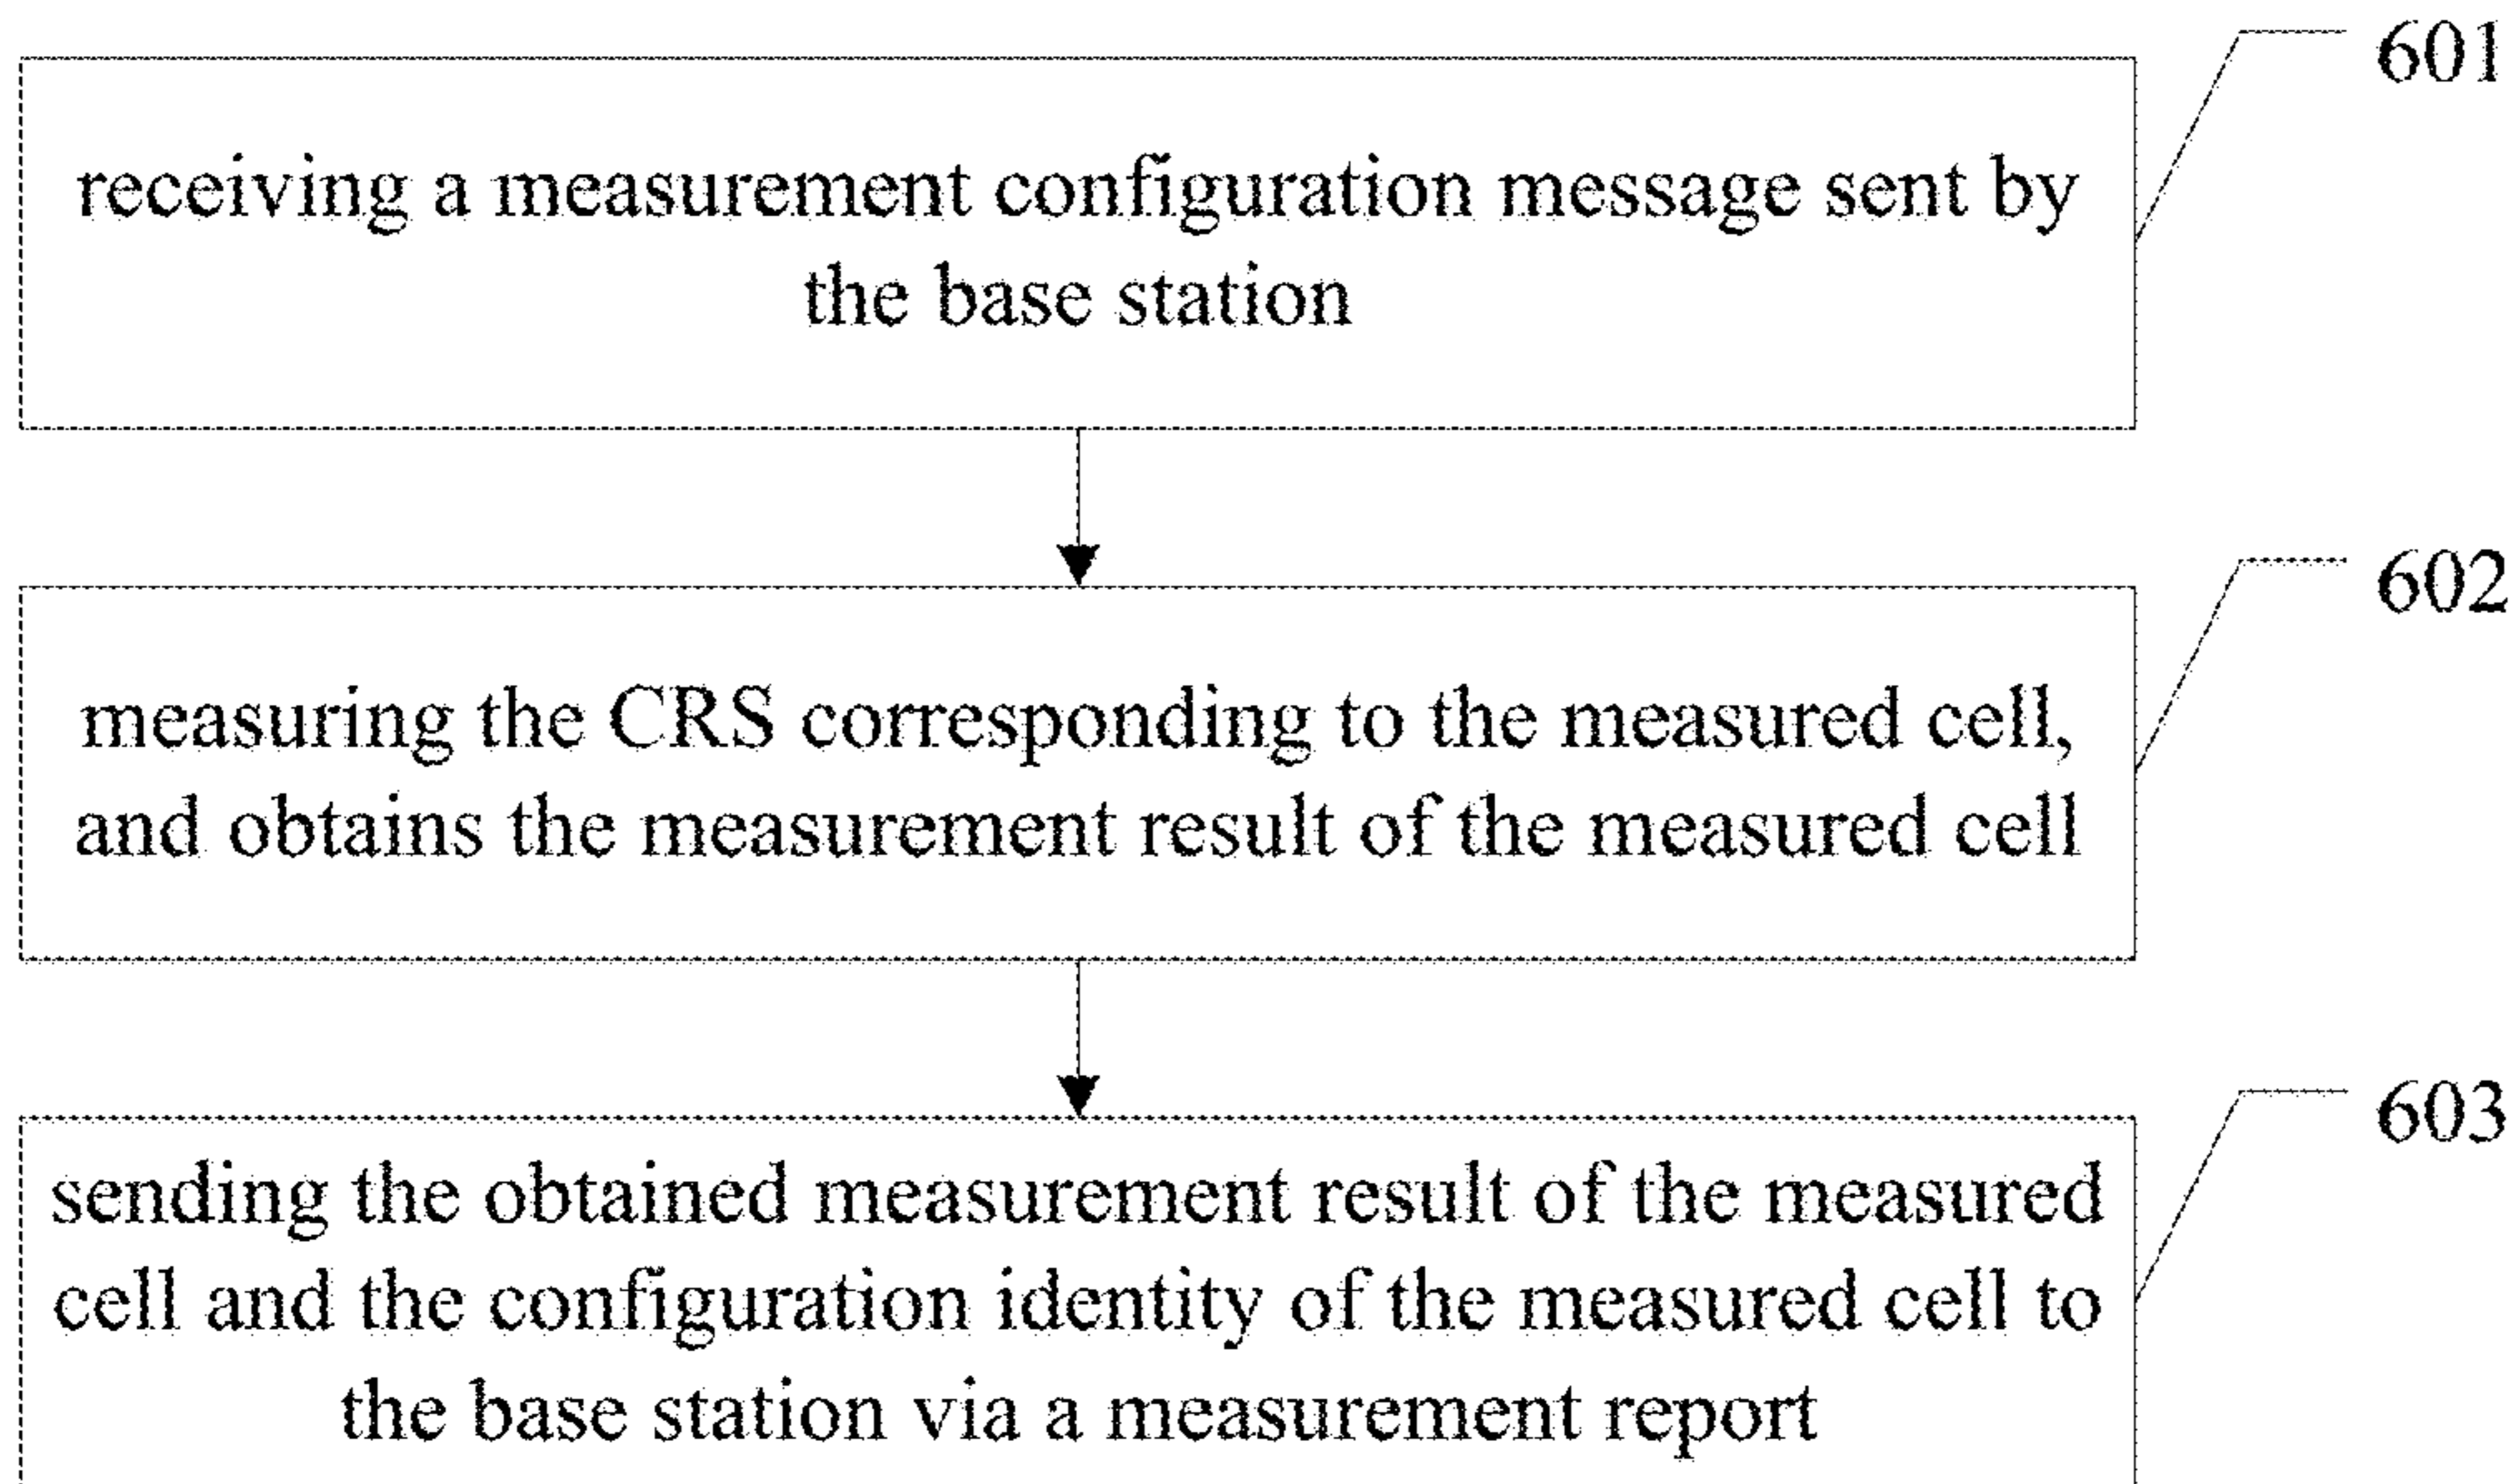 601
receiving a measurement configuration message sent by
the base station
602
measuring the CRS corresponding to the measured cell,
and obtains the measurement result of the measured cell
603
sending the obtained measurement result of the measured
cell and the configuration identity of the measured cell to
the base station via a measurement report